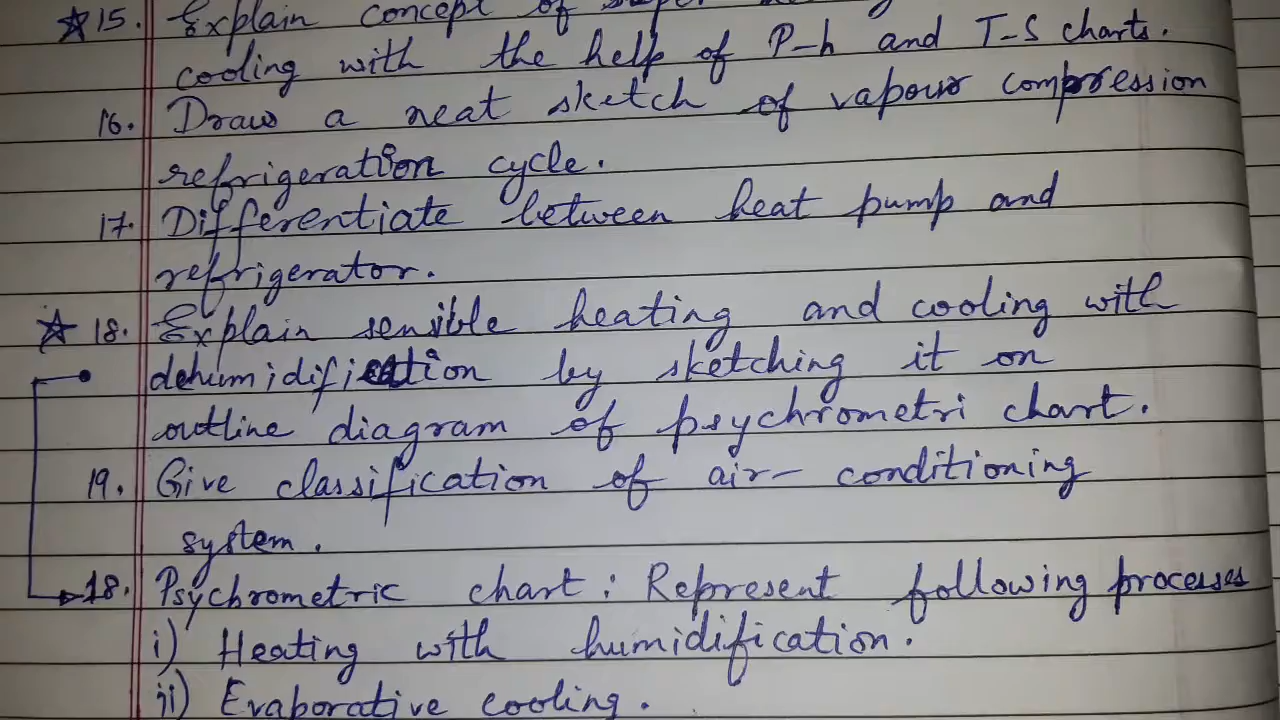 ☆15. Explain concept of
cooling with the help of P-h and T-S charts.
16. Draw a neat sketch of vapour compression
refrigeration cycle.
17. Differentiate between heat pump and
refrigerator.
☆ 18. Explain sensible heating and cooling with
dehumidification by sketching it on
outline diagram of psychrometri chart.
19. Give classification of air-conditioning
system.
18. Psychrometric chart: Represent following processes
i) Heating with humidification.
ii) Evaborative cooling.